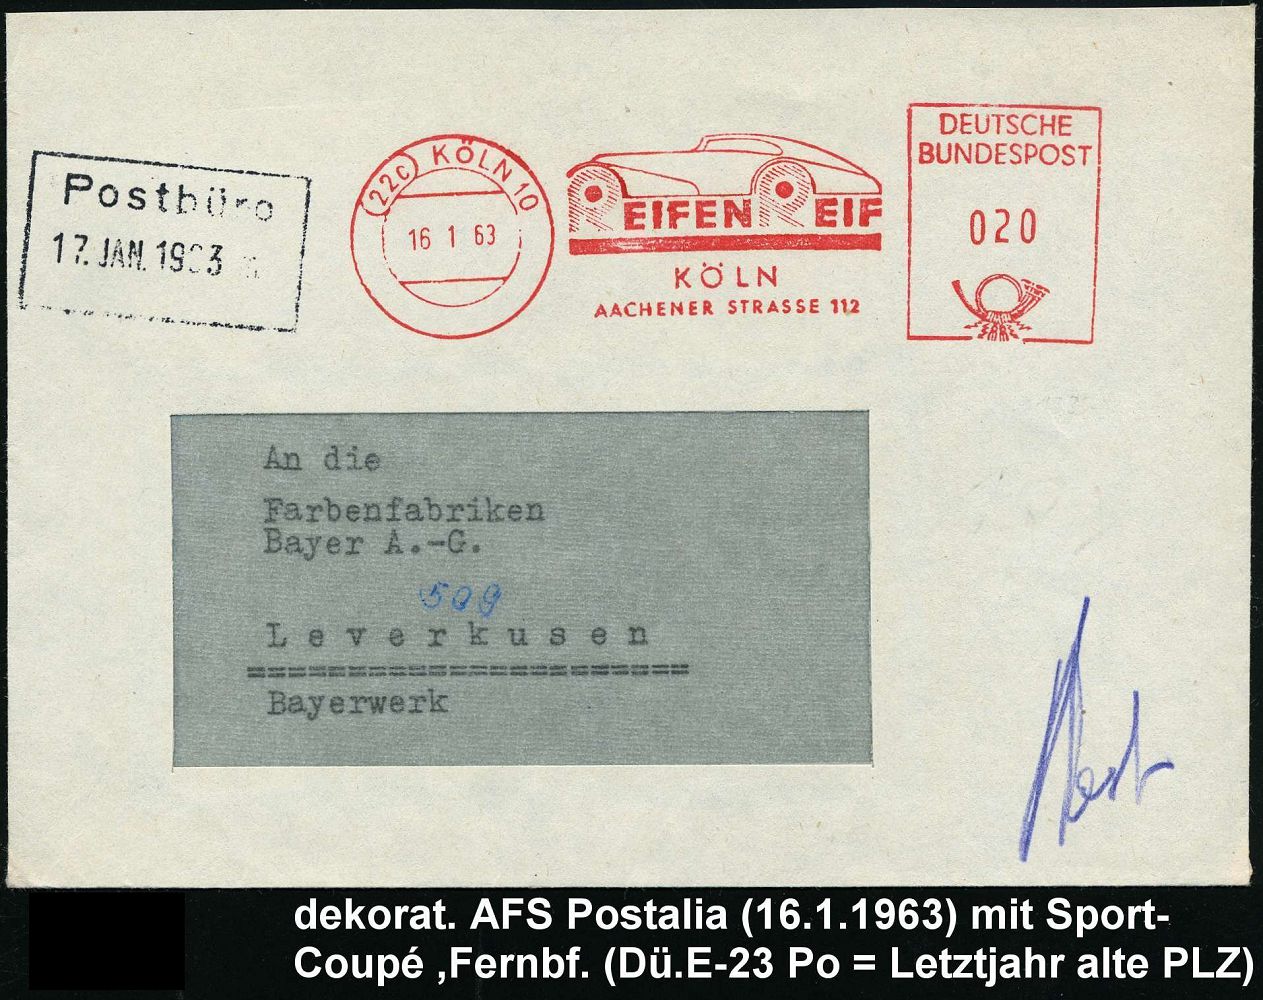 Postbüro
17. JAN. 1963
(22c) KÖLN 10
16 1 63
REIFEN REIF
KÖLN
AACHENER STRASSE 112
DEUTSCHE
BUNDESPOST
020
An die
Farbenfabriken
Bayer A.-G.
509
Leverkusen
======================
Bayerwerk
dekorat. AFS Postalia (16.1.1963) mit Sport-
Coupé ,Fernbf. (Dü.E-23 Po = Letztjahr alte PLZ)